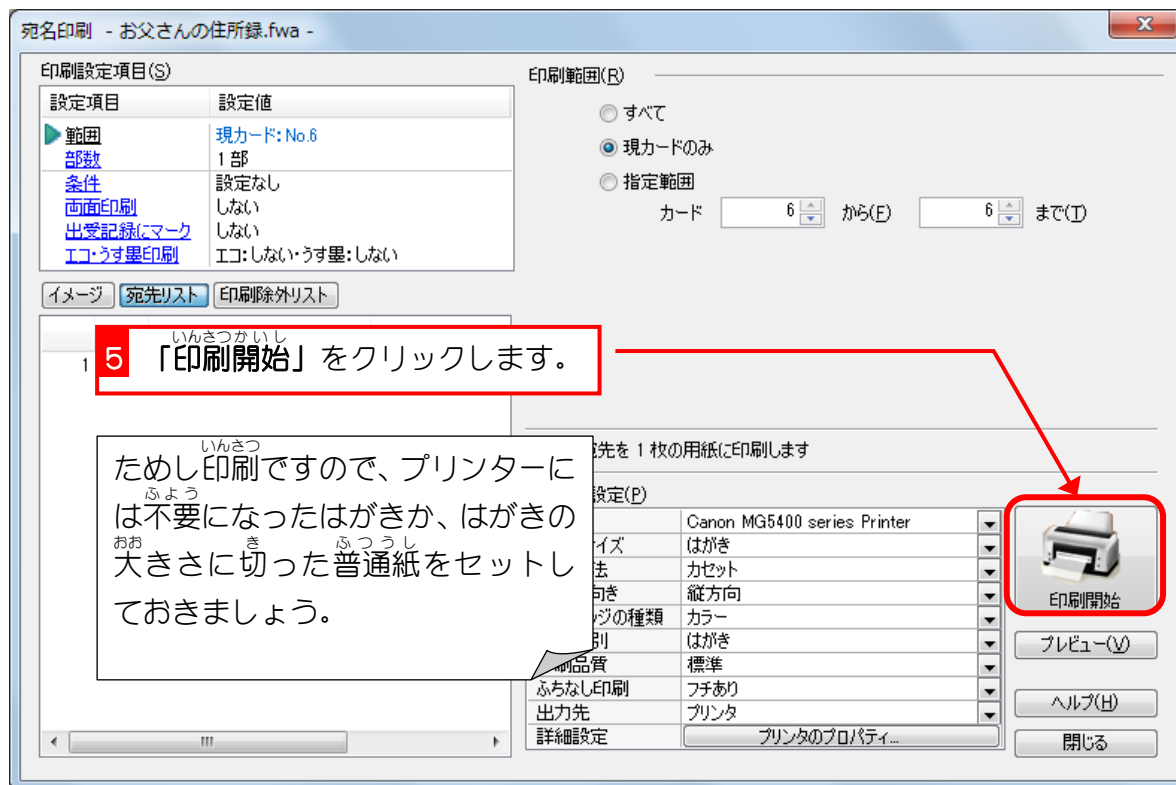 宛名印刷 - お父さんの住所録.fwa -
印刷設定項目(S)
設定項目 設定値
範囲 現カード: No.6
部数 1 部
条件 設定なし
両面印刷 しない
出受記録にマーク しない
エコ・うす墨印刷 エコ:しない・うす墨:しない
イメージ 宛先リスト 印刷除外リスト
1
印刷範囲(R)
すべて
現カードのみ
指定範囲
カード 6 から(F) 6 まで(T)
いんさつかいし
5 「印刷開始」をクリックします。
いんさつ
ためし印刷ですので、プリンターに
ふよう
は不要になったはがきか、はがきの
おお き ふつうし
大きさに切った普通紙をセットし
ておきましょう。
先を 1 枚の用紙に印刷します
設定(P)
Canon MG5400 series Printer
イズ はがき
法 カセット
向き 縦方向
ジの種類 カラー
別 はがき
刷品質 標準
ふちなし印刷 フチあり
出力先 プリンタ
詳細設定 プリンタのプロパティ...
印刷開始
プレビュー(V)
ヘルプ(H)
閉じる